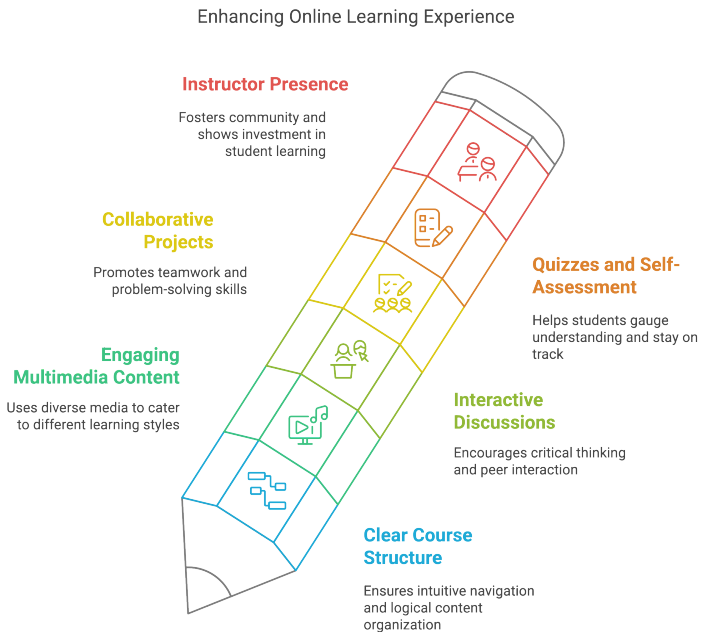 Enhancing Online Learning Experience
Instructor Presence
Fosters community and
shows investment in
student learning
Collaborative
Projects
Promotes teamwork and
problem-solving skills
Quizzes and Self-
Assessment
Helps students gauge
understanding and stay on
track
Engaging
Multimedia Content
Uses diverse media to cater
to different learning styles
Interactive
Discussions
Encourages critical thinking
and peer interaction
Clear Course
Structure
Ensures intuitive navigation
and logical content
organization